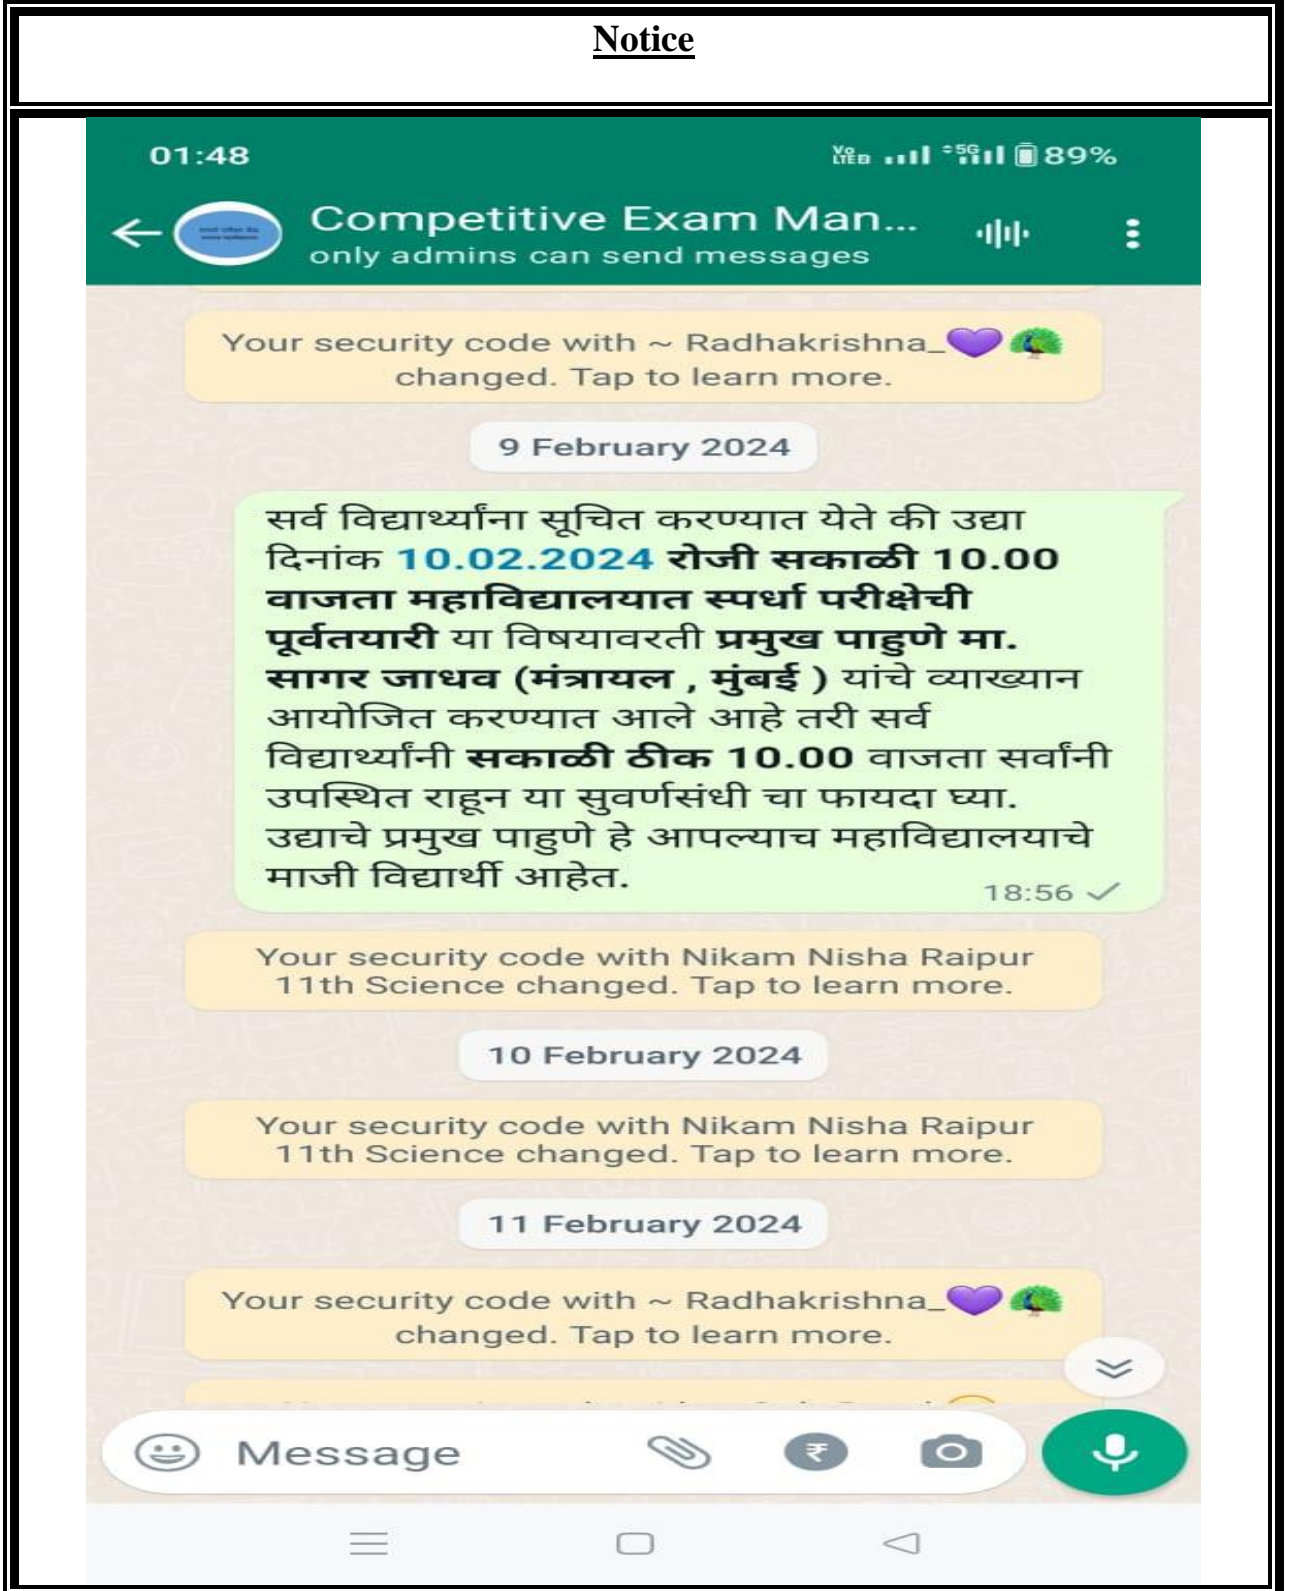 Notice
01:48
Vo LTE 5G 89%
Competitive Exam Man...
only admins can send messages
Your security code with ~ Radhakrishna_💜🦚
changed. Tap to learn more.
9 February 2024
सर्व विद्यार्थ्यांना सूचित करण्यात येते की उद्या
दिनांक 10.02.2024 रोजी सकाळी 10.00
वाजता महाविद्यालयात स्पर्धा परीक्षेची
पूर्वतयारी या विषयावरती प्रमुख पाहुणे मा.
सागर जाधव (मंत्रायल , मुंबई ) यांचे व्याख्यान
आयोजित करण्यात आले आहे तरी सर्व
विद्यार्थ्यांनी सकाळी ठीक 10.00 वाजता सर्वांनी
उपस्थित राहून या सुवर्णसंधी चा फायदा घ्या.
उद्याचे प्रमुख पाहुणे हे आपल्याच महाविद्यालयाचे
माजी विद्यार्थी आहेत.
18:56
Your security code with Nikam Nisha Raipur
11th Science changed. Tap to learn more.
10 February 2024
Your security code with Nikam Nisha Raipur
11th Science changed. Tap to learn more.
11 February 2024
Your security code with ~ Radhakrishna_💜🦚
changed. Tap to learn more.
Message
₹